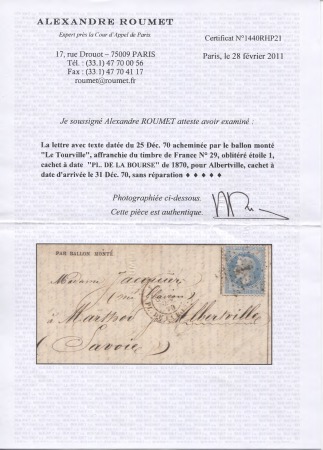 ALEXANDRE ROUMET
Expert près la Cour d'Appel de Paris
Certificat N°1440RHP21
17, rue Drouot – 75009 PARIS
Tél. : (33.1) 47 70 00 56
Fax : (33.1) 47 70 41 17
roumet@roumet.com
Paris, le 28 février 2011
Je soussigné Alexandre ROUMET atteste avoir examiné :
La lettre avec texte datée du 25 Déc. 70 acheminée par le ballon monté
"Le Tourville", affranchie du timbre de France N° 29, oblitéré étoile 1,
cachet à date "PL. DE LA BOURSE" de 1870, pour Albertville, cachet à
date d'arrivée le 31 Déc. 70, sans réparation ♦ ♦ ♦ ♦ ♦
Photographiée ci-dessous.
Cette pièce est authentique.
PAR BALLON MONTÉ
Madame Jacquier
à Marthod Albertville
(Savoie)